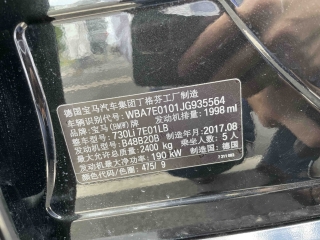 德国宝马汽车集团丁格芬工厂制造
车辆识别代号: WBA7E0101JG935564
品牌: 宝马(BMW)牌 发动机排量: 1998 ml
整车型号: 730Li 7E01LB
发动机型号: B48B20B 制造年月: 2017.08
最大允许总质量: 2400 kg 乘坐人数: 5人
发动机最大净功率: 190 kW 制造国: 德国
颜色代码/色圈: 475/9